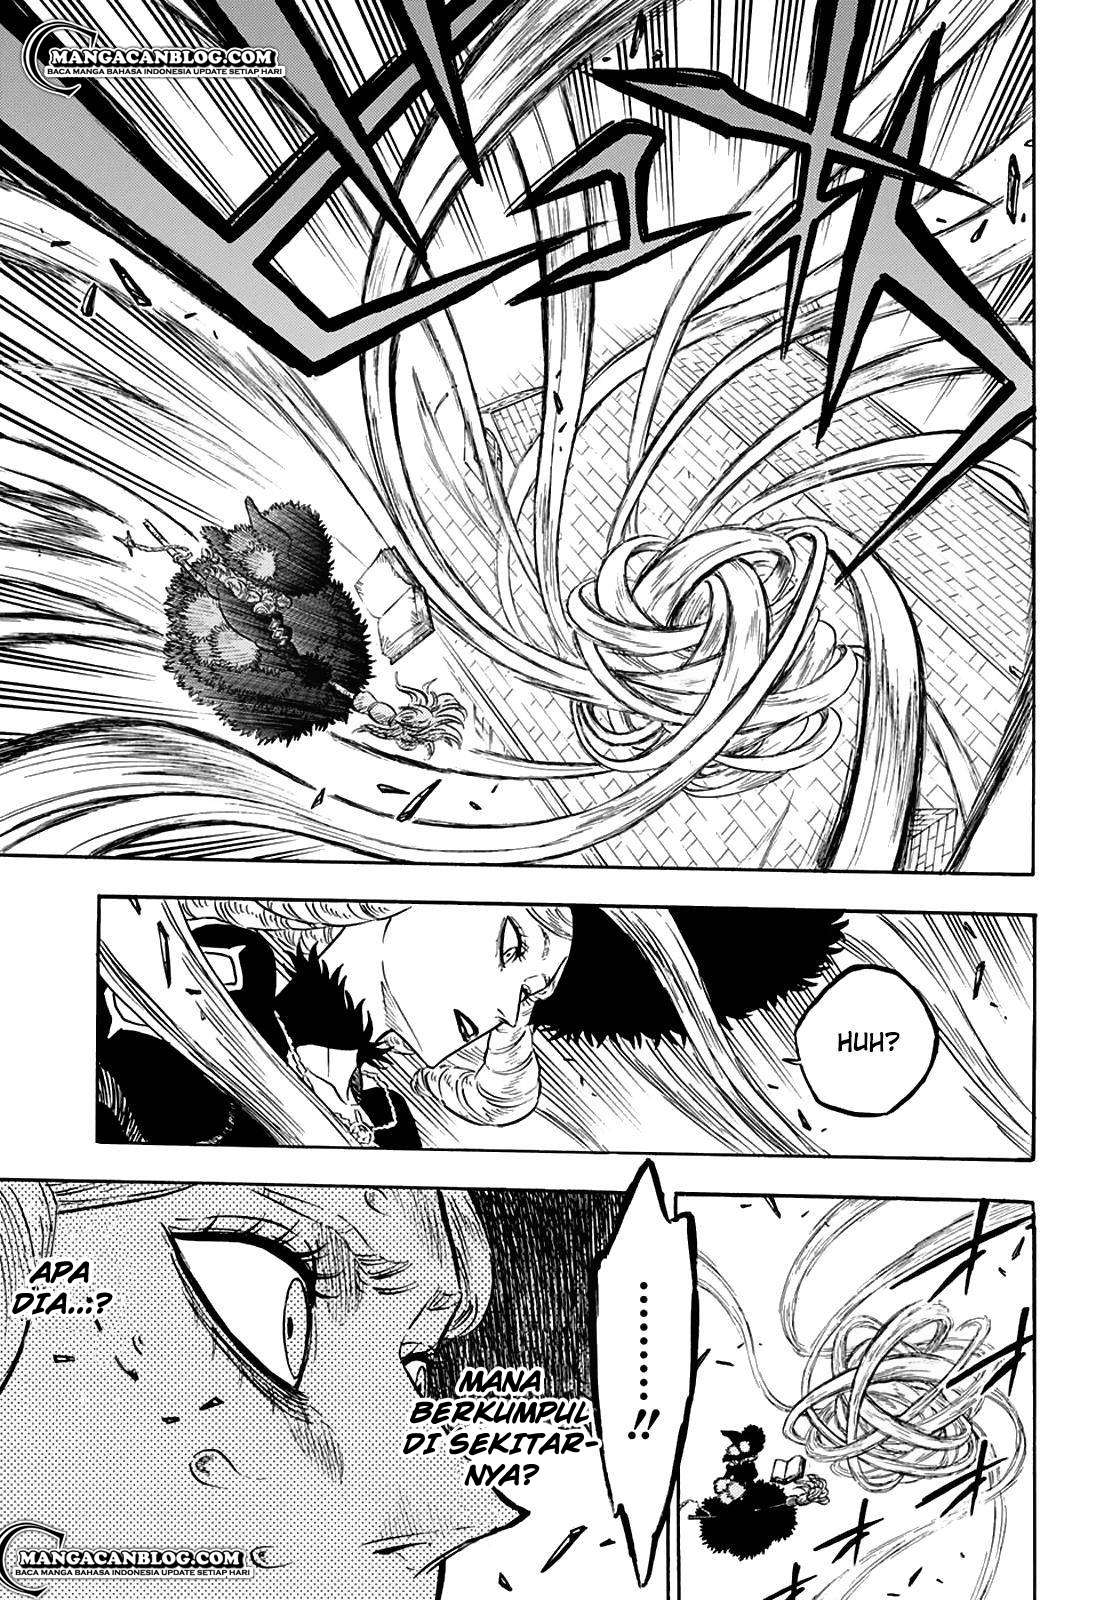 MANGACANBLOG.COM
BACA MANGA BAHASA INDONESIA UPDATE SETIAP HARI
HUH?
........!!
MANA
BERKUMPUL
DI SEKITAR-
NYA?
APA
DIA..:?
MANGACANBLOG.COM
BACA MANGA BAHASA INDONESIA UPDATE SETIAP HARI